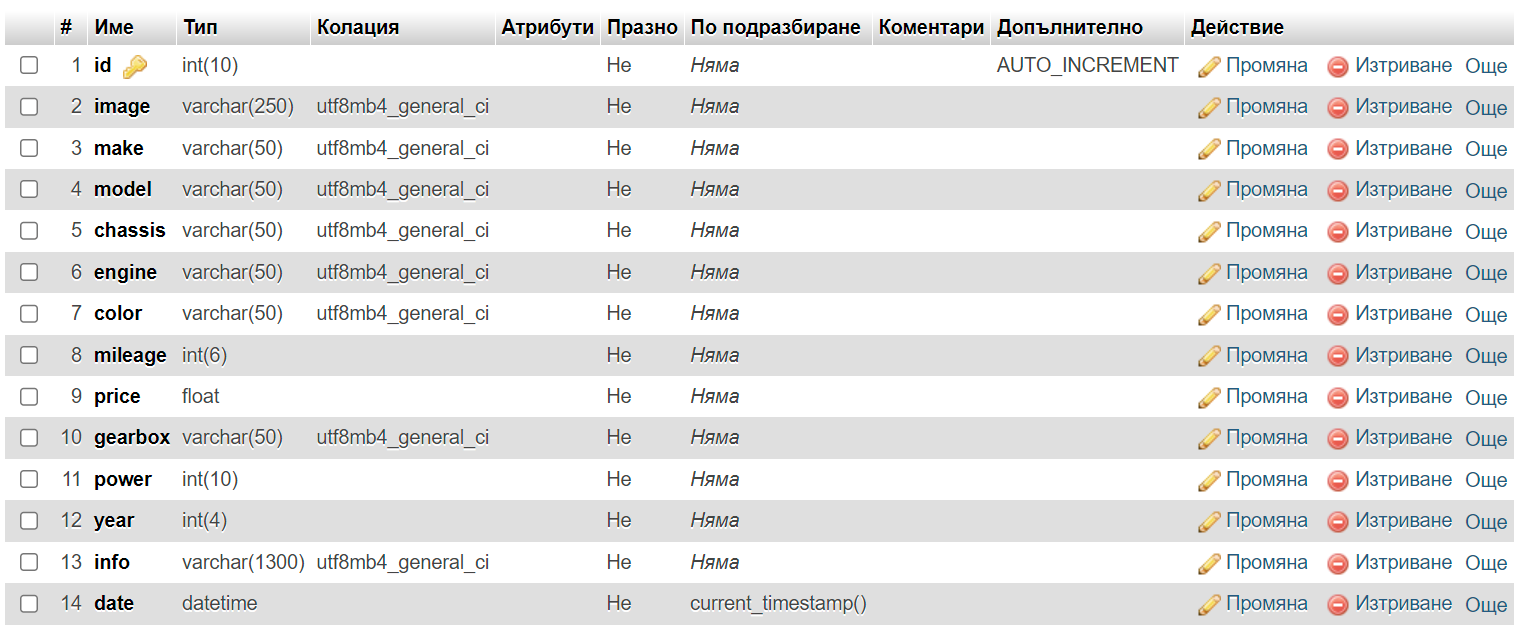 # Име Тип Колация Атрибути Празно По подразбиране Коментари Допълнително Действие
1 id int(10) Не Няма AUTO_INCREMENT Промяна Изтриване Още
2 image varchar(250) utf8mb4_general_ci Не Няма Промяна Изтриване Още
3 make varchar(50) utf8mb4_general_ci Не Няма Промяна Изтриване Още
4 model varchar(50) utf8mb4_general_ci Не Няма Промяна Изтриване Още
5 chassis varchar(50) utf8mb4_general_ci Не Няма Промяна Изтриване Още
6 engine varchar(50) utf8mb4_general_ci Не Няма Промяна Изтриване Още
7 color varchar(50) utf8mb4_general_ci Не Няма Промяна Изтриване Още
8 mileage int(6) Не Няма Промяна Изтриване Още
9 price float Не Няма Промяна Изтриване Още
10 gearbox varchar(50) utf8mb4_general_ci Не Няма Промяна Изтриване Още
11 power int(10) Не Няма Промяна Изтриване Още
12 year int(4) Не Няма Промяна Изтриване Още
13 info varchar(1300) utf8mb4_general_ci Не Няма Промяна Изтриване Още
14 date datetime Не current_timestamp() Промяна Изтриване Още